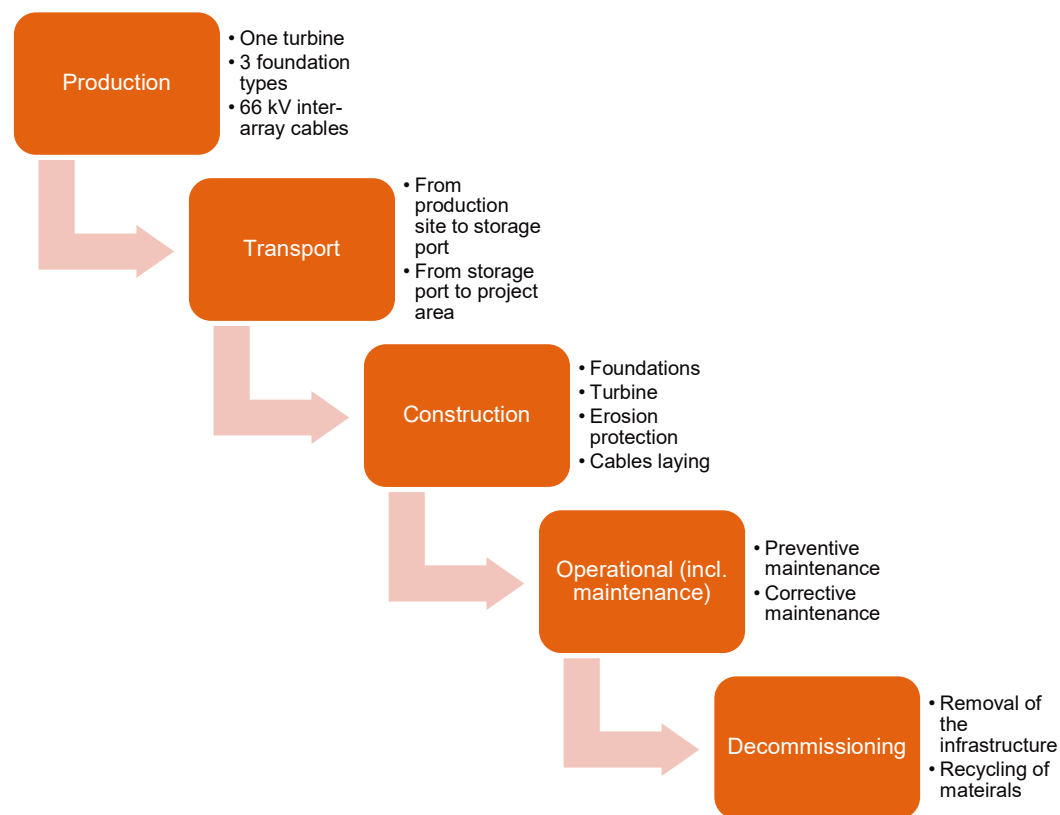 Production
• One turbine
• 3 foundation
types
• 66 kV inter-
array cables
Transport
• From
production
site to storage
port
• From storage
port to project
area
Construction
• Foundations
• Turbine
• Erosion
protection
• Cables laying
Operational (incl.
maintenance)
• Preventive
maintenance
• Corrective
maintenance
Decommissioning
• Removal of
the
infrastructure
• Recycling of
mateirals